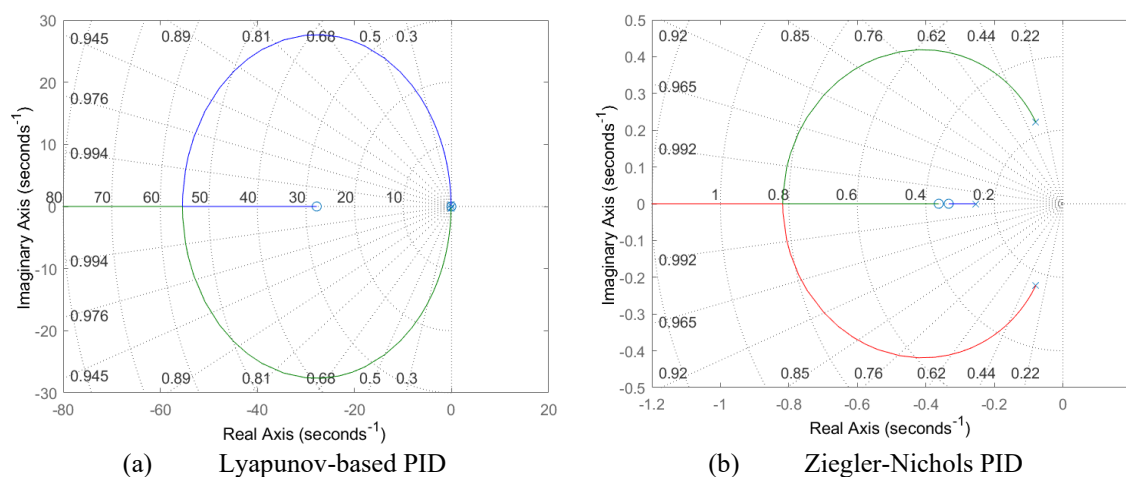 30
20
10
0
-10
-20
-30
Imaginary Axis (seconds⁻¹)
0.945 0.89 0.81 0.68 0.5 0.3
0.976
0.994
80 70 60 50 40 30 20 10
0.994
0.976
0.945 0.89 0.81 0.68 0.5 0.3
-80 -60 -40 -20 0 20
Real Axis (seconds⁻¹)
(a) Lyapunov-based PID
0.5
0.4
0.3
0.2
0.1
0
-0.1
-0.2
-0.3
-0.4
-0.5
Imaginary Axis (seconds⁻¹)
0.92 0.85 0.76 0.62 0.44 0.22
0.965
0.992
1 0.8 0.6 0.4 0.2
0.992
0.965
0.92 0.85 0.76 0.62 0.44 0.22
-1.2 -1 -0.8 -0.6 -0.4 -0.2 0
Real Axis (seconds⁻¹)
(b) Ziegler-Nichols PID